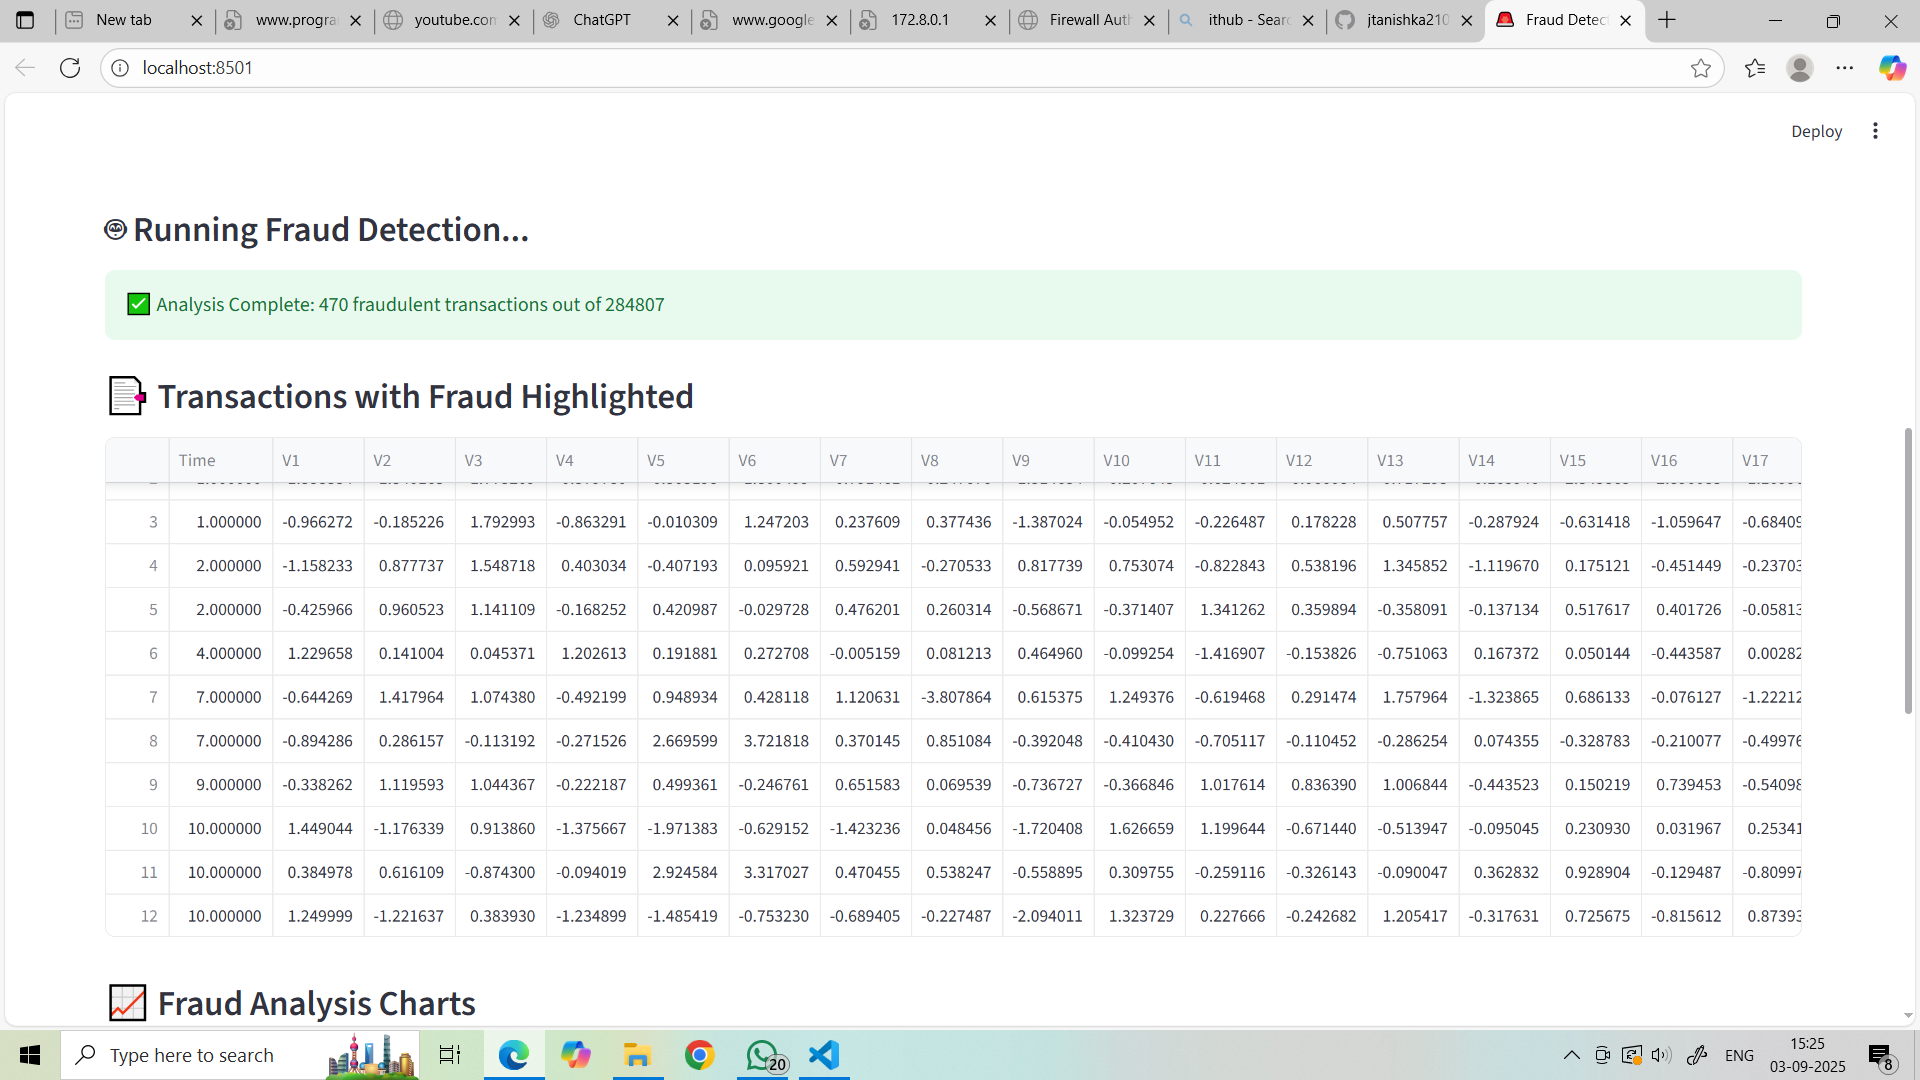 New tab
www.progra
youtube.con
ChatGPT
www.google
172.8.0.1
Firewall Auth
ithub - Searc
jtanishka210
Fraud Detec
localhost:8501
Deploy
Running Fraud Detection...
Analysis Complete: 470 fraudulent transactions out of 284807
Transactions with Fraud Highlighted
Time V1 V2 V3 V4 V5 V6 V7 V8 V9 V10 V11 V12 V13 V14 V15 V16 V17
3 1.000000 -0.966272 -0.185226 1.792993 -0.863291 -0.010309 1.247203 0.237609 0.377436 -1.387024 -0.054952 -0.226487 0.178228 0.507757 -0.287924 -0.631418 -1.059647 -0.68409
4 2.000000 -1.158233 0.877737 1.548718 0.403034 -0.407193 0.095921 0.592941 -0.270533 0.817739 0.753074 -0.822843 0.538196 1.345852 -1.119670 0.175121 -0.451449 -0.23703
5 2.000000 -0.425966 0.960523 1.141109 -0.168252 0.420987 -0.029728 0.476201 0.260314 -0.568671 -0.371407 1.341262 0.359894 -0.358091 -0.137134 0.517617 0.401726 -0.05813
6 4.000000 1.229658 0.141004 0.045371 1.202613 0.191881 0.272708 -0.005159 0.081213 0.464960 -0.099254 -1.416907 -0.153826 -0.751063 0.167372 0.050144 -0.443587 0.00282
7 7.000000 -0.644269 1.417964 1.074380 -0.492199 0.948934 0.428118 1.120631 -3.807864 0.615375 1.249376 -0.619468 0.291474 1.757964 -1.323865 0.686133 -0.076127 -1.22212
8 7.000000 -0.894286 0.286157 -0.113192 -0.271526 2.669599 3.721818 0.370145 0.851084 -0.392048 -0.410430 -0.705117 -0.110452 -0.286254 0.074355 -0.328783 -0.210077 -0.49976
9 9.000000 -0.338262 1.119593 1.044367 -0.222187 0.499361 -0.246761 0.651583 0.069539 -0.736727 -0.366846 1.017614 0.836390 1.006844 -0.443523 0.150219 0.739453 -0.54098
10 10.000000 1.449044 -1.176339 0.913860 -1.375667 -1.971383 -0.629152 -1.423236 0.048456 -1.720408 1.626659 1.199644 -0.671440 -0.513947 -0.095045 0.230930 0.031967 0.25341
11 10.000000 0.384978 0.616109 -0.874300 -0.094019 2.924584 3.317027 0.470455 0.538247 -0.558895 0.309755 -0.259116 -0.326143 -0.090047 0.362832 0.928904 -0.129487 -0.80997
12 10.000000 1.249999 -1.221637 0.383930 -1.234899 -1.485419 -0.753230 -0.689405 -0.227487 -2.094011 1.323729 0.227666 -0.242682 1.205417 -0.317631 0.725675 -0.815612 0.87393
Fraud Analysis Charts
Type here to search
20
ENG
15:25
03-09-2025
8